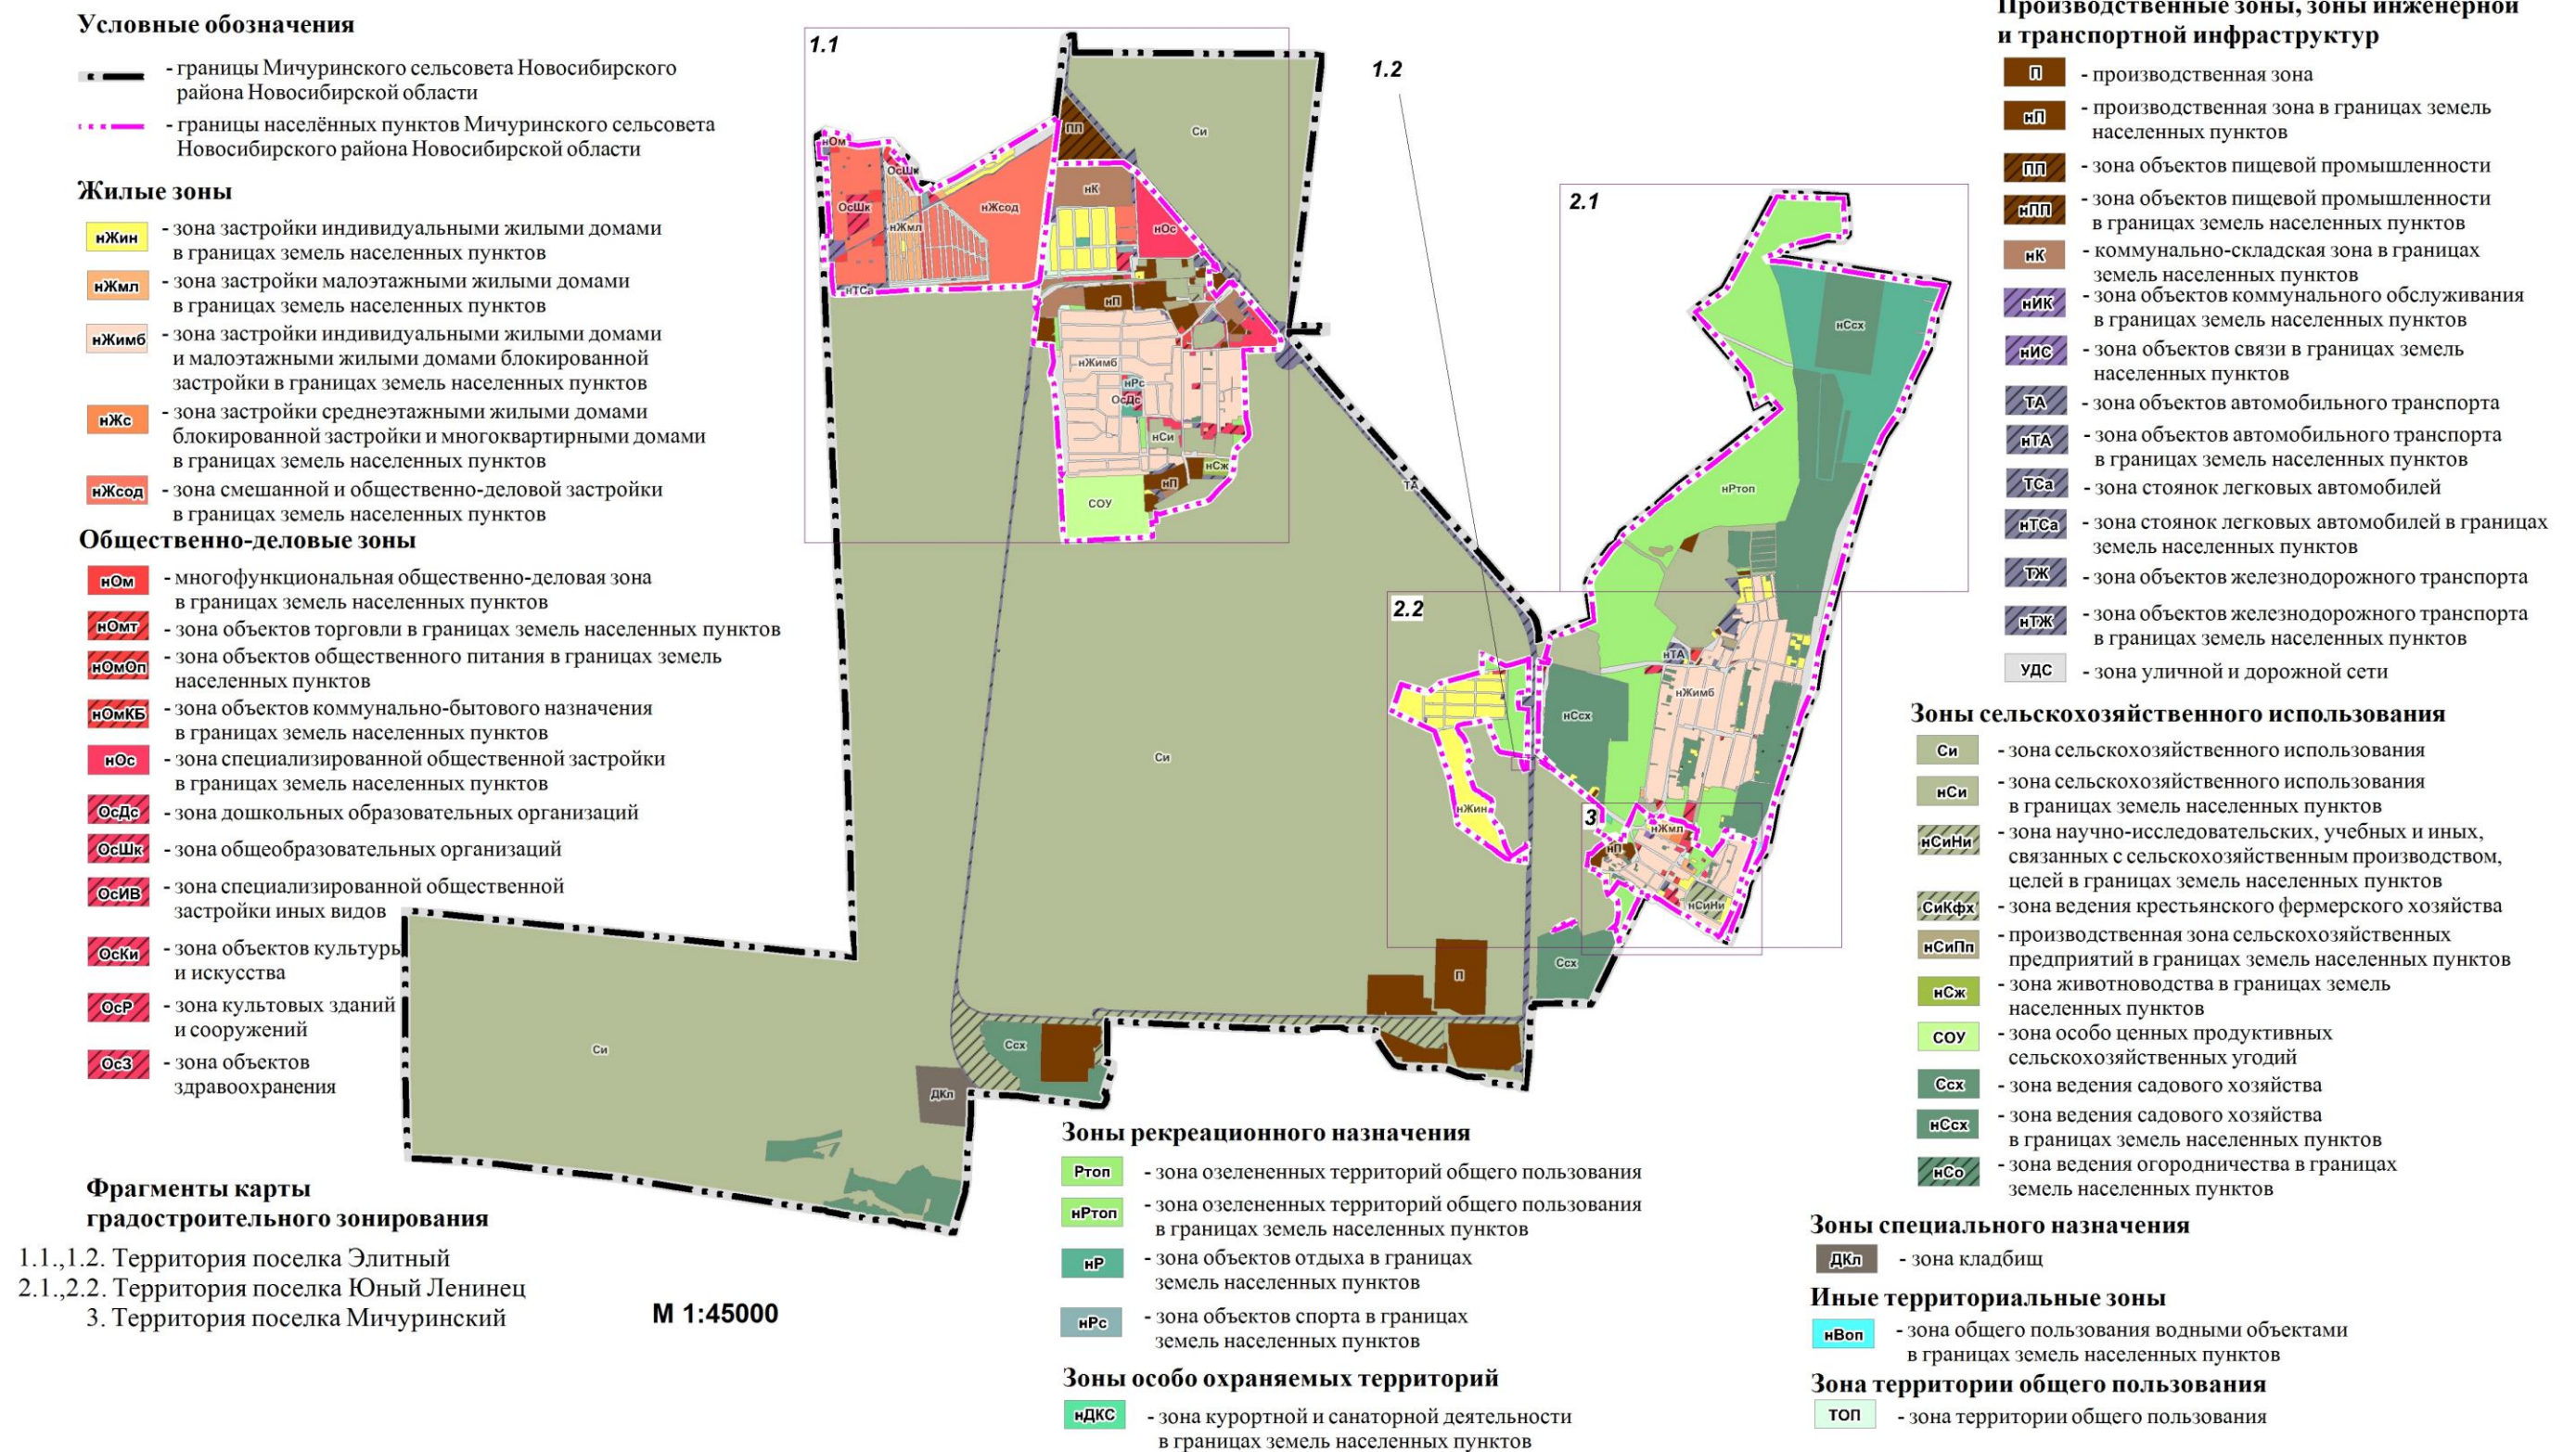 Условные обозначения
- границы Мичуринского сельсовета Новосибирского
района Новосибирской области
- границы населённых пунктов Мичуринского сельсовета
Новосибирского района Новосибирской области
Жилые зоны
нЖин - зона застройки индивидуальными жилыми домами
в границах земель населенных пунктов
нЖмл - зона застройки малоэтажными жилыми домами
в границах земель населенных пунктов
нЖимб - зона застройки индивидуальными жилыми домами
и малоэтажными жилыми домами блокированной
застройки в границах земель населенных пунктов
нЖс - зона застройки среднеэтажными жилыми домами
блокированной застройки и многоквартирными домами
в границах земель населенных пунктов
нЖсод - зона смешанной и общественно-деловой застройки
в границах земель населенных пунктов
Общественно-деловые зоны
нОм - многофункциональная общественно-деловая зона
в границах земель населенных пунктов
нОмт - зона объектов торговли в границах земель населенных пунктов
нОмОп - зона объектов общественного питания в границах земель
населенных пунктов
нОмКБ - зона объектов коммунально-бытового назначения
в границах земель населенных пунктов
нОс - зона специализированной общественной застройки
в границах земель населенных пунктов
ОсДс - зона дошкольных образовательных организаций
ОсШк - зона общеобразовательных организаций
ОсИВ - зона специализированной общественной
застройки иных видов
ОсКи - зона объектов культуры
и искусства
ОсР - зона культовых зданий
и сооружений
ОсЗ - зона объектов
здравоохранения
Фрагменты карты
градостроительного зонирования
1.1.,1.2. Территория поселка Элитный
2.1.,2.2. Территория поселка Юный Ленинец
3. Территория поселка Мичуринский
М 1:45000
1.1
1.2
2.1
2.2
3
нОм
ОсШк
ОсШк
нЖмл
нЖсод
нТСа
ПП
Си
нК
нОс
нП
нЖимб
нРс
ОсДс
нСи
нСж
нП
СОУ
ТА
Си
нСсх
нРтоп
нТА
нЖимб
нСсх
нЖин
нЖмл
нП
нСиНи
Ссх
П
Ссх
ДКл
Си
Зоны рекреационного назначения
Ртоп - зона озелененных территорий общего пользования
нРтоп - зона озелененных территорий общего пользования
в границах земель населенных пунктов
нР - зона объектов отдыха в границах
земель населенных пунктов
нРс - зона объектов спорта в границах
земель населенных пунктов
Зоны особо охраняемых территорий
нДКС - зона курортной и санаторной деятельности
в границах земель населенных пунктов
Производственные зоны, зоны инженерной
и транспортной инфраструктур
П - производственная зона
нП - производственная зона в границах земель
населенных пунктов
ПП - зона объектов пищевой промышленности
нПП - зона объектов пищевой промышленности
в границах земель населенных пунктов
нК - коммунально-складская зона в границах
земель населенных пунктов
нИК - зона объектов коммунального обслуживания
в границах земель населенных пунктов
нИС - зона объектов связи в границах земель
населенных пунктов
ТА - зона объектов автомобильного транспорта
нТА - зона объектов автомобильного транспорта
в границах земель населенных пунктов
ТСа - зона стоянок легковых автомобилей
нТСа - зона стоянок легковых автомобилей в границах
земель населенных пунктов
ТЖ - зона объектов железнодорожного транспорта
нТЖ - зона объектов железнодорожного транспорта
в границах земель населенных пунктов
УДС - зона уличной и дорожной сети
Зоны сельскохозяйственного использования
Си - зона сельскохозяйственного использования
нСи - зона сельскохозяйственного использования
в границах земель населенных пунктов
нСиНи - зона научно-исследовательских, учебных и иных,
связанных с сельскохозяйственным производством,
целей в границах земель населенных пунктов
СиКфх - зона ведения крестьянского фермерского хозяйства
нСиПп - производственная зона сельскохозяйственных
предприятий в границах земель населенных пунктов
нСж - зона животноводства в границах земель
населенных пунктов
СОУ - зона особо ценных продуктивных
сельскохозяйственных угодий
Ссх - зона ведения садового хозяйства
нСсх - зона ведения садового хозяйства
в границах земель населенных пунктов
нСо - зона ведения огородничества в границах
земель населенных пунктов
Зоны специального назначения
ДКл - зона кладбищ
Иные территориальные зоны
нВоп - зона общего пользования водными объектами
в границах земель населенных пунктов
Зона территории общего пользования
ТОП - зона территории общего пользования